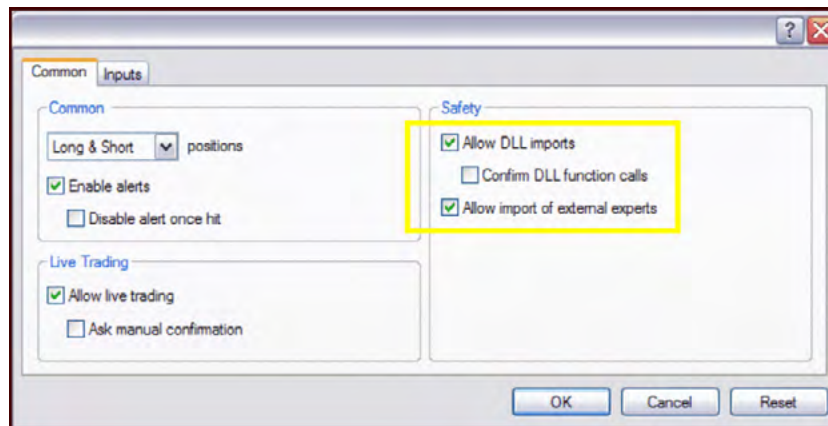 Common
Inputs
Common
Long & Short positions
Enable alerts
Disable alert once hit
Live Trading
Allow live trading
Ask manual confirmation
Safety
Allow DLL imports
Confirm DLL function calls
Allow import of external experts
OK
Cancel
Reset